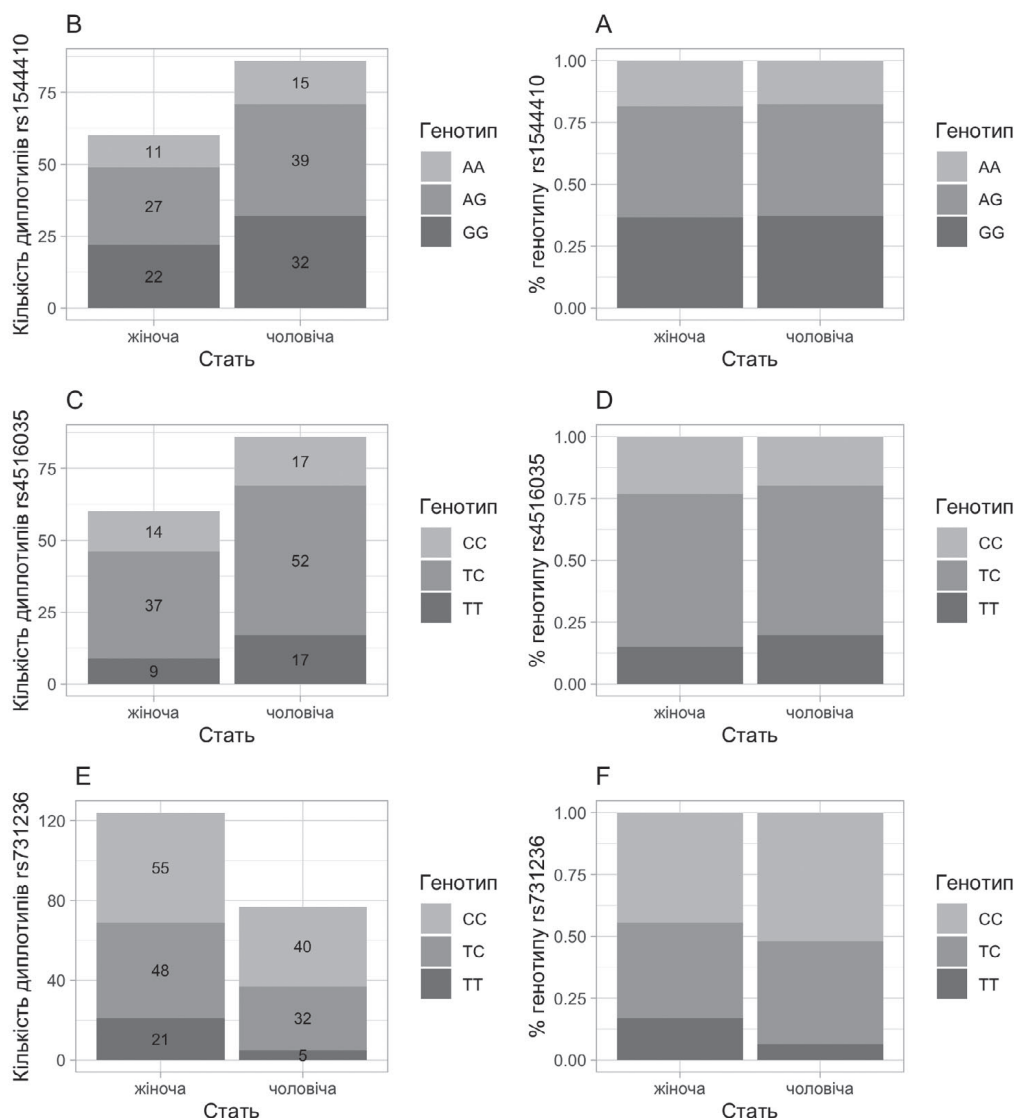 B
Кількість диплотипів rs1544410
75
50
25
0
11
27
22
15
39
32
жіноча
чоловіча
Стать
Генотип
AA
AG
GG
A
% генотипу rs1544410
1.00
0.75
0.50
0.25
0.00
жіноча
чоловіча
Стать
Генотип
AA
AG
GG
C
Кількість диплотипів rs4516035
75
50
25
0
14
37
9
17
52
17
жіноча
чоловіча
Стать
Генотип
CC
TC
TT
D
% генотипу rs4516035
1.00
0.75
0.50
0.25
0.00
жіноча
чоловіча
Стать
Генотип
CC
TC
TT
E
Кількість диплотипів rs731236
120
80
40
0
55
48
21
40
32
5
жіноча
чоловіча
Стать
Генотип
CC
TC
TT
F
% генотипу rs731236
1.00
0.75
0.50
0.25
0.00
жіноча
чоловіча
Стать
Генотип
CC
TC
TT